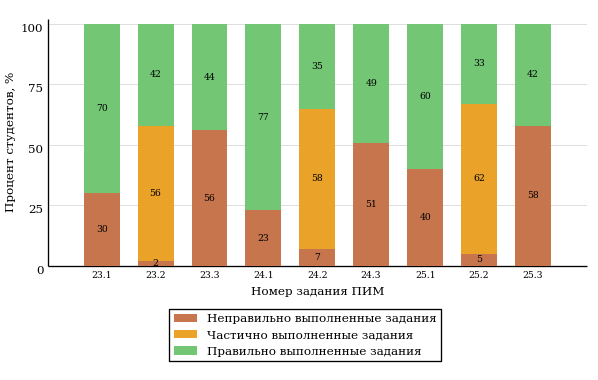 Процент студентов, %
100
75
50
25
0
70 42 44 77 35 49 60 33 42
56 58 62
30 2 56 23 7 51 40 5 58
23.1 23.2 23.3 24.1 24.2 24.3 25.1 25.2 25.3
Номер задания ПИМ
Неправильно выполненные задания
Частично выполненные задания
Правильно выполненные задания